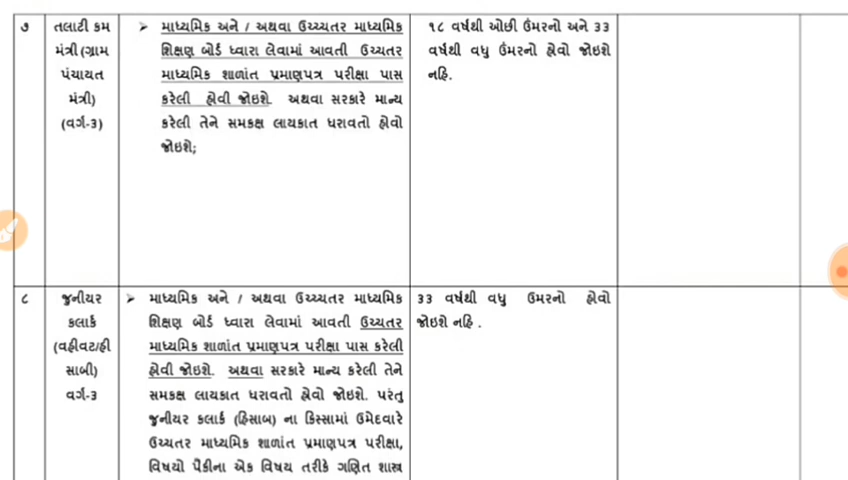 ૭
તલાટી કમ
મંત્રી (ગ્રામ
પંચાયત
મંત્રી)
(વર્ગ-૩)
➢ માધ્યમિક અને / અથવા ઉચ્ચતર માધ્યમિક
શિક્ષણ બોર્ડ ધ્વારા લેવામાં આવતી ઉચ્ચતર
માધ્યમિક શાળાંત પ્રમાણપત્ર પરીક્ષા પાસ
કરેલી હોવી જોઇશે. અથવા સરકારે માન્ય
કરેલી તેને સમકક્ષ લાયકાત ધરાવતો હોવો
જોઇશે;
૧૮ વર્ષથી ઓછી ઉંમરનો અને ૩૩
વર્ષથી વધુ ઉંમરનો હોવો જોઇશે
નહિ.
૮
જુનીયર
કલાર્ક
(વહીવટ/હી
સાબી)
વર્ગ-૩
➢ માધ્યમિક અને / અથવા ઉચ્ચતર માધ્યમિક
શિક્ષણ બોર્ડ ધ્વારા લેવામાં આવતી ઉચ્ચતર
માધ્યમિક શાળાંત પ્રમાણપત્ર પરીક્ષા પાસ કરેલી
હોવી જોઇશે. અથવા સરકારે માન્ય કરેલી તેને
સમકક્ષ લાયકાત ધરાવતો હોવો જોઇશે. પરંતુ
જુનીયર કલાર્ક (હિસાબ) ના કિસ્સામાં ઉમેદવારે
ઉચ્ચતર માધ્યમિક શાળાંત પ્રમાણપત્ર પરીક્ષા,
વિષયો પૈકીના એક વિષય તરીકે ગણિત શાસ્ત્ર
૩૩ વર્ષથી વધુ ઉમરનો હોવો
જોઇશે નહિ .